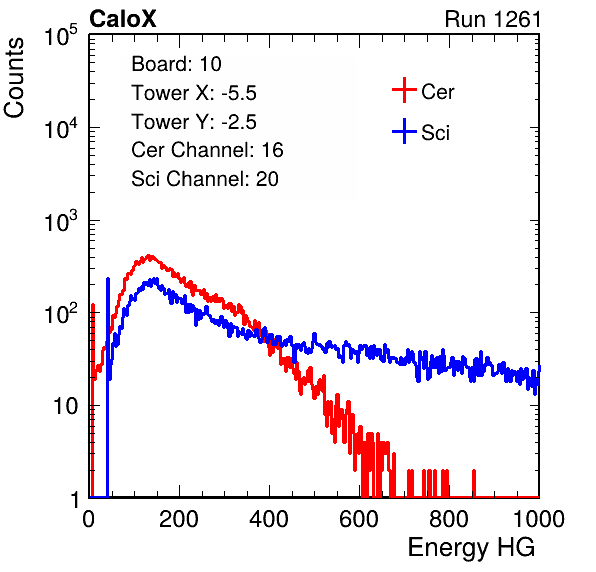 CaloX Run 1261
Counts
Board: 10
Tower X: -5.5
Tower Y: -2.5
Cer Channel: 16
Sci Channel: 20
Cer
Sci
10^5
10^4
10^3
10^2
10
1
0 200 400 600 800 1000
Energy HG